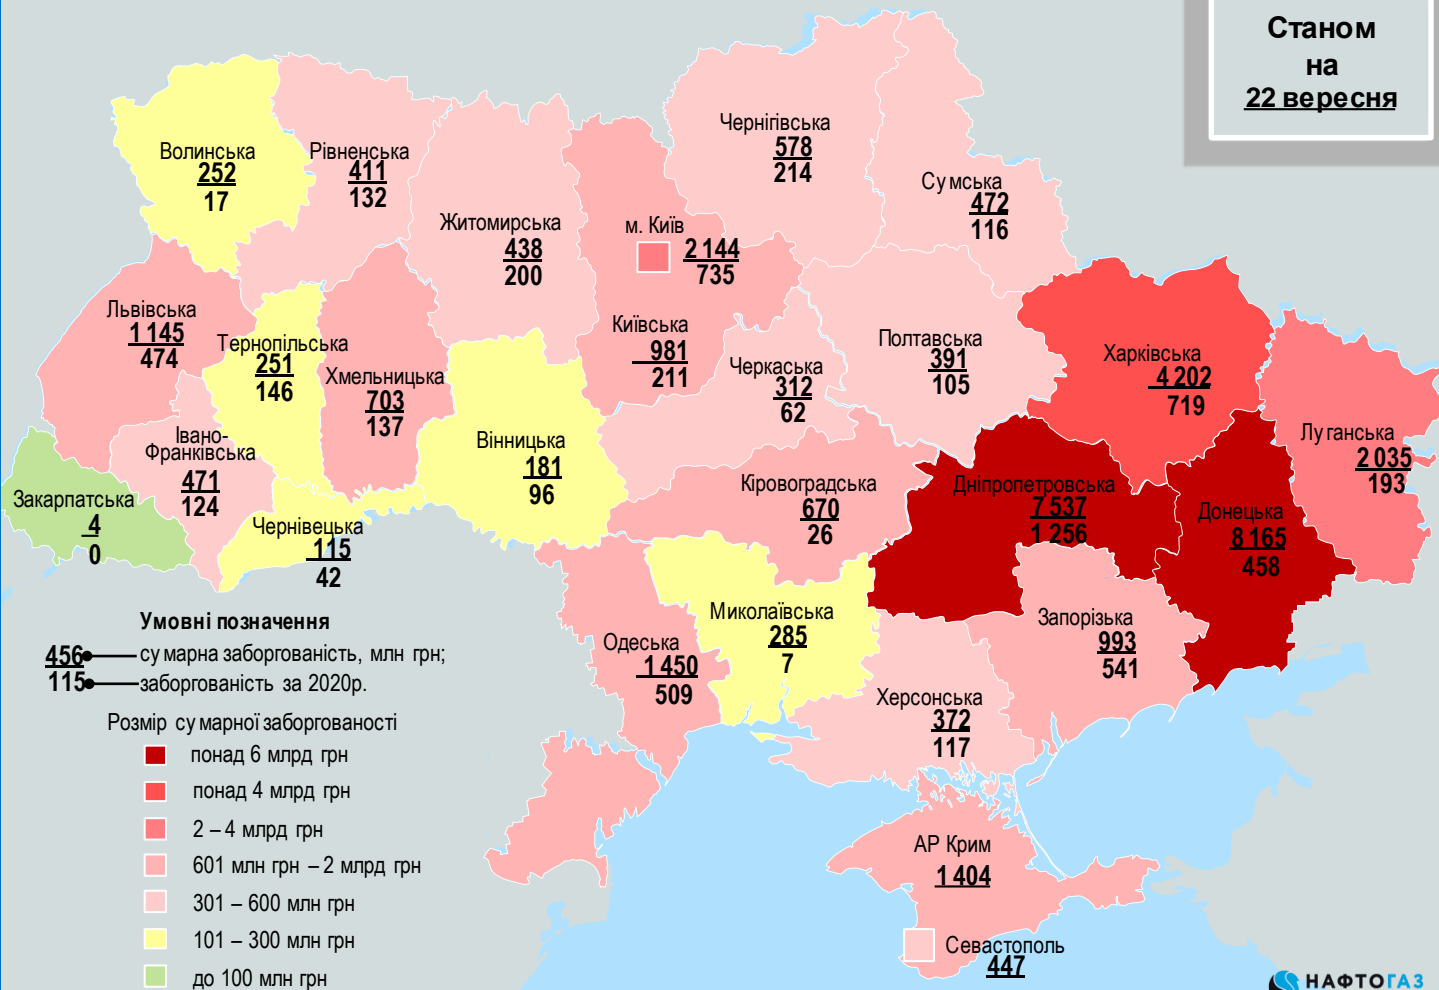 Станом
на
22 вересня
Волинська
252
17
Рівненська
411
132
Житомирська
438
200
м. Київ
2 144
735
Київська
981
211
Чернігівська
578
214
Сумська
472
116
Львівська
1 145
474
Тернопільська
251
146
Хмельницька
703
137
Вінницька
181
96
Черкаська
312
62
Полтавська
391
105
Харківська
4 202
719
Луганська
2 035
193
Івано-
Франківська
471
124
Закарпатська
4
0
Чернівецька
115
42
Кіровоградська
670
26
Дніпропетровська
7 537
1 256
Донецька
8 165
458
Одеська
1 450
509
Миколаївська
285
7
Херсонська
372
117
Запорізька
993
541
АР Крим
1 404
Севастополь
447
Умовні позначення
456 сумарна заборгованість, млн грн;
115 заборгованість за 2020р.
Розмір сумарної заборгованості
понад 6 млрд грн
понад 4 млрд грн
2 – 4 млрд грн
601 млн грн – 2 млрд грн
301 – 600 млн грн
101 – 300 млн грн
до 100 млн грн
НАФТОГАЗ